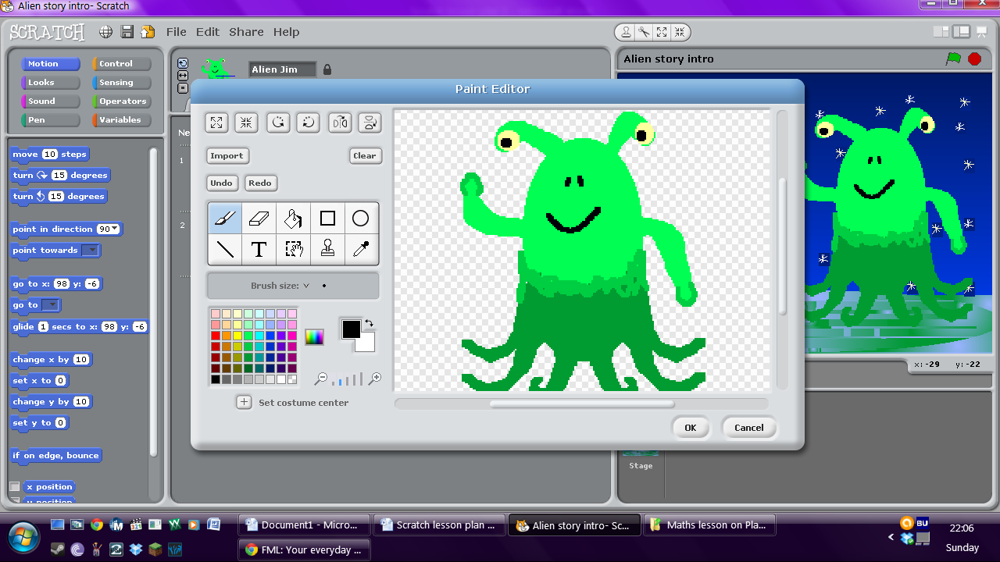 Alien story intro- Scratch
SCRATCH File Edit Share Help
Motion Control
Looks Sensing
Sound Operators
Pen Variables
move 10 steps
turn 15 degrees
turn 15 degrees
point in direction 90
point towards
go to x: 98 y: -6
go to
glide 1 secs to x: 98 y: -6
change x by 10
set x to 0
change y by 10
set y to 0
if on edge, bounce
x position
Alien Jim
Ne
1
2
Paint Editor
Import Clear
Undo Redo
T
Brush size:
Set costume center
OK Cancel
Alien story intro
x: -29 y: -22
Stage
Document1 - Micro...
Scratch lesson plan ...
Alien story intro- Sc...
Maths lesson on Pla...
FML: Your everyday ...
BU
22:06
Sunday